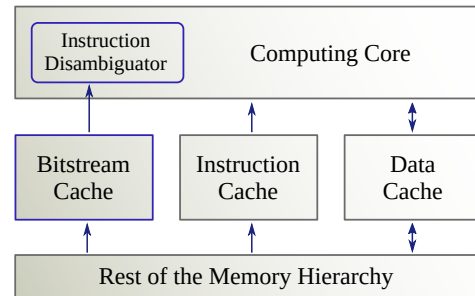 Instruction
Disambiguator
Computing Core
Bitstream
Cache
Instruction
Cache
Data
Cache
Rest of the Memory Hierarchy